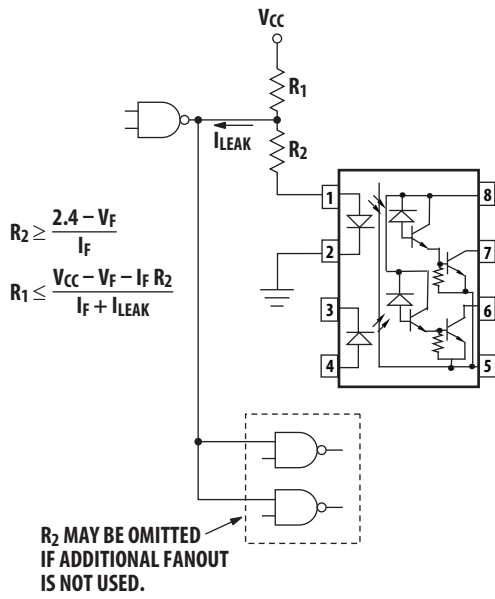 VCC
R1
ILEAK
R2
1
8
R2 ≥ 2.4 – VF / IF
2
7
R1 ≤ VCC – VF – IF R2 / IF + ILEAK
3
6
4
5
R2 MAY BE OMITTED
IF ADDITIONAL FANOUT
IS NOT USED.